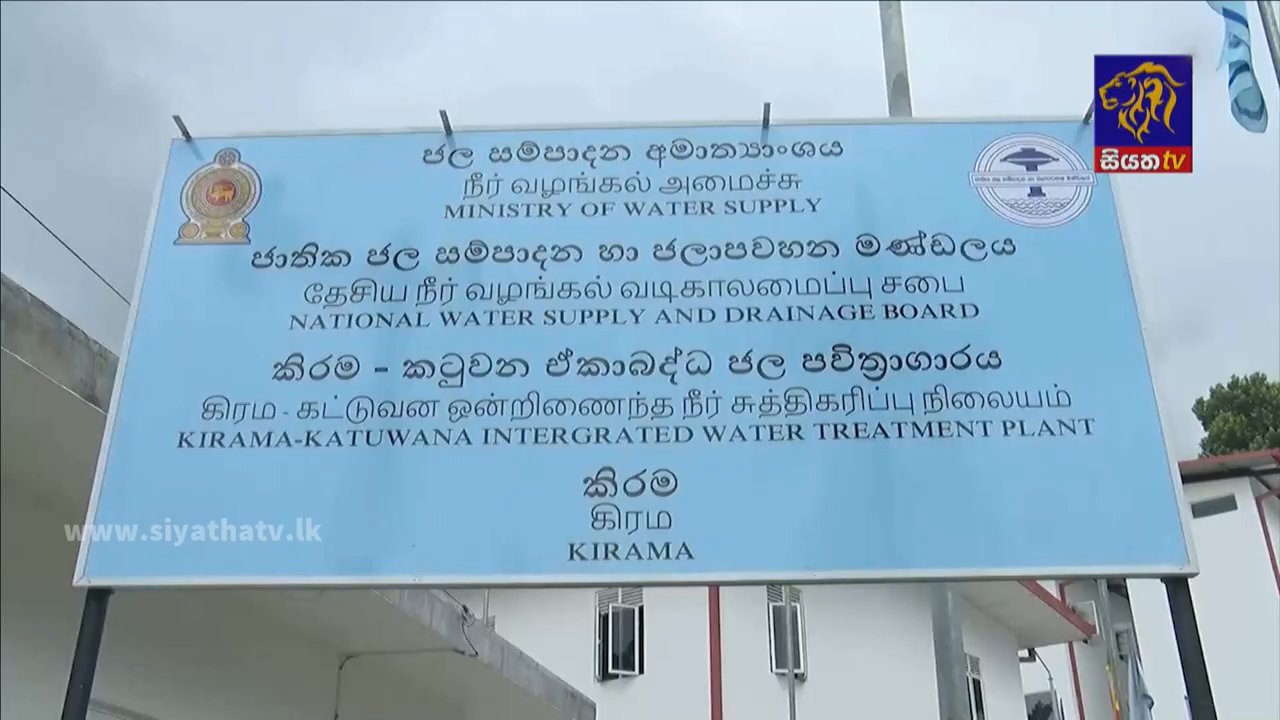 ජල සම්පාදන අමාත්‍යාංශය
நீர் வழங்கல் அமைச்சு
MINISTRY OF WATER SUPPLY
ජාතික ජල සම්පාදන හා ජලාපවහන මණ්ඩලය
தேசிய நீர் வழங்கல் வடிகாலமைப்பு சபை
NATIONAL WATER SUPPLY AND DRAINAGE BOARD
කිරම - කටුවන ඒකාබද්ධ ජල පවිත්‍රාගාරය
கிரம - கட்டுவன ஒன்றிணைந்த நீர் சுத்திகரிப்பு நிலையம்
KIRAMA-KATUWANA INTERGRATED WATER TREATMENT PLANT
කිරම
கிரம
KIRAMA
සියත tv
www.siyathatv.lk